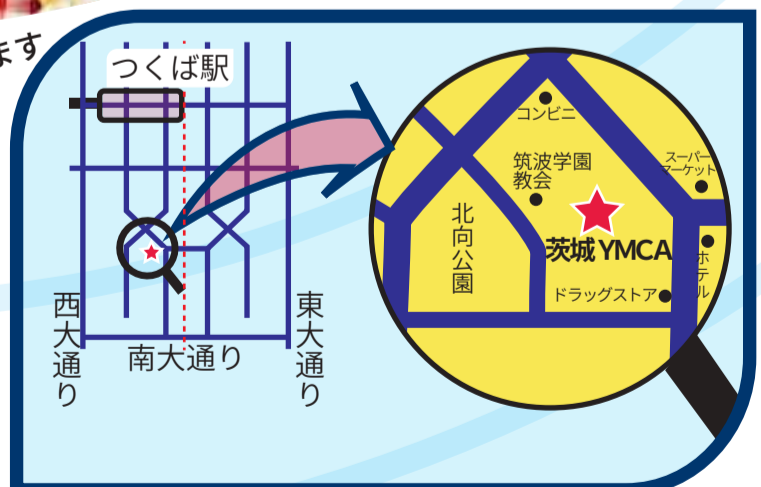 ます
つくば駅
西大通り
南大通り
東大通り
コンビニ
筑波学園
教会
スーパー
マーケット
北向公園
茨城YMCA
ホテル
ドラッグストア